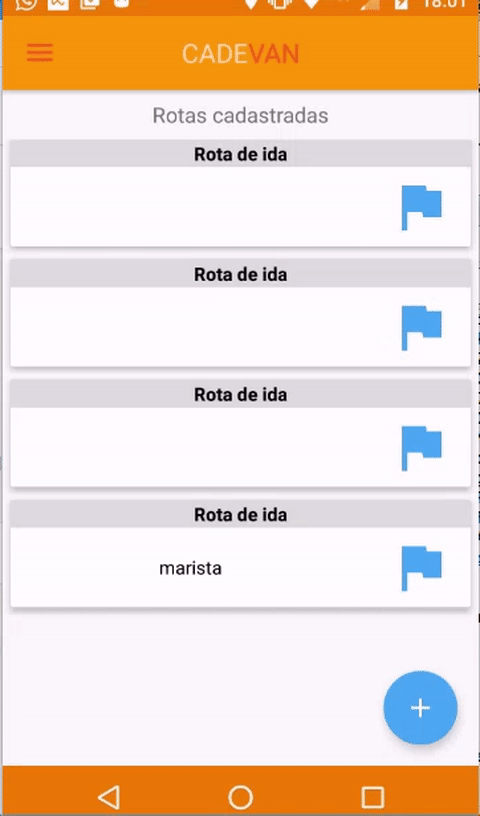 18:01
CADEVAN
Rotas cadastradas
Rota de ida
Rota de ida
Rota de ida
Rota de ida
marista
+